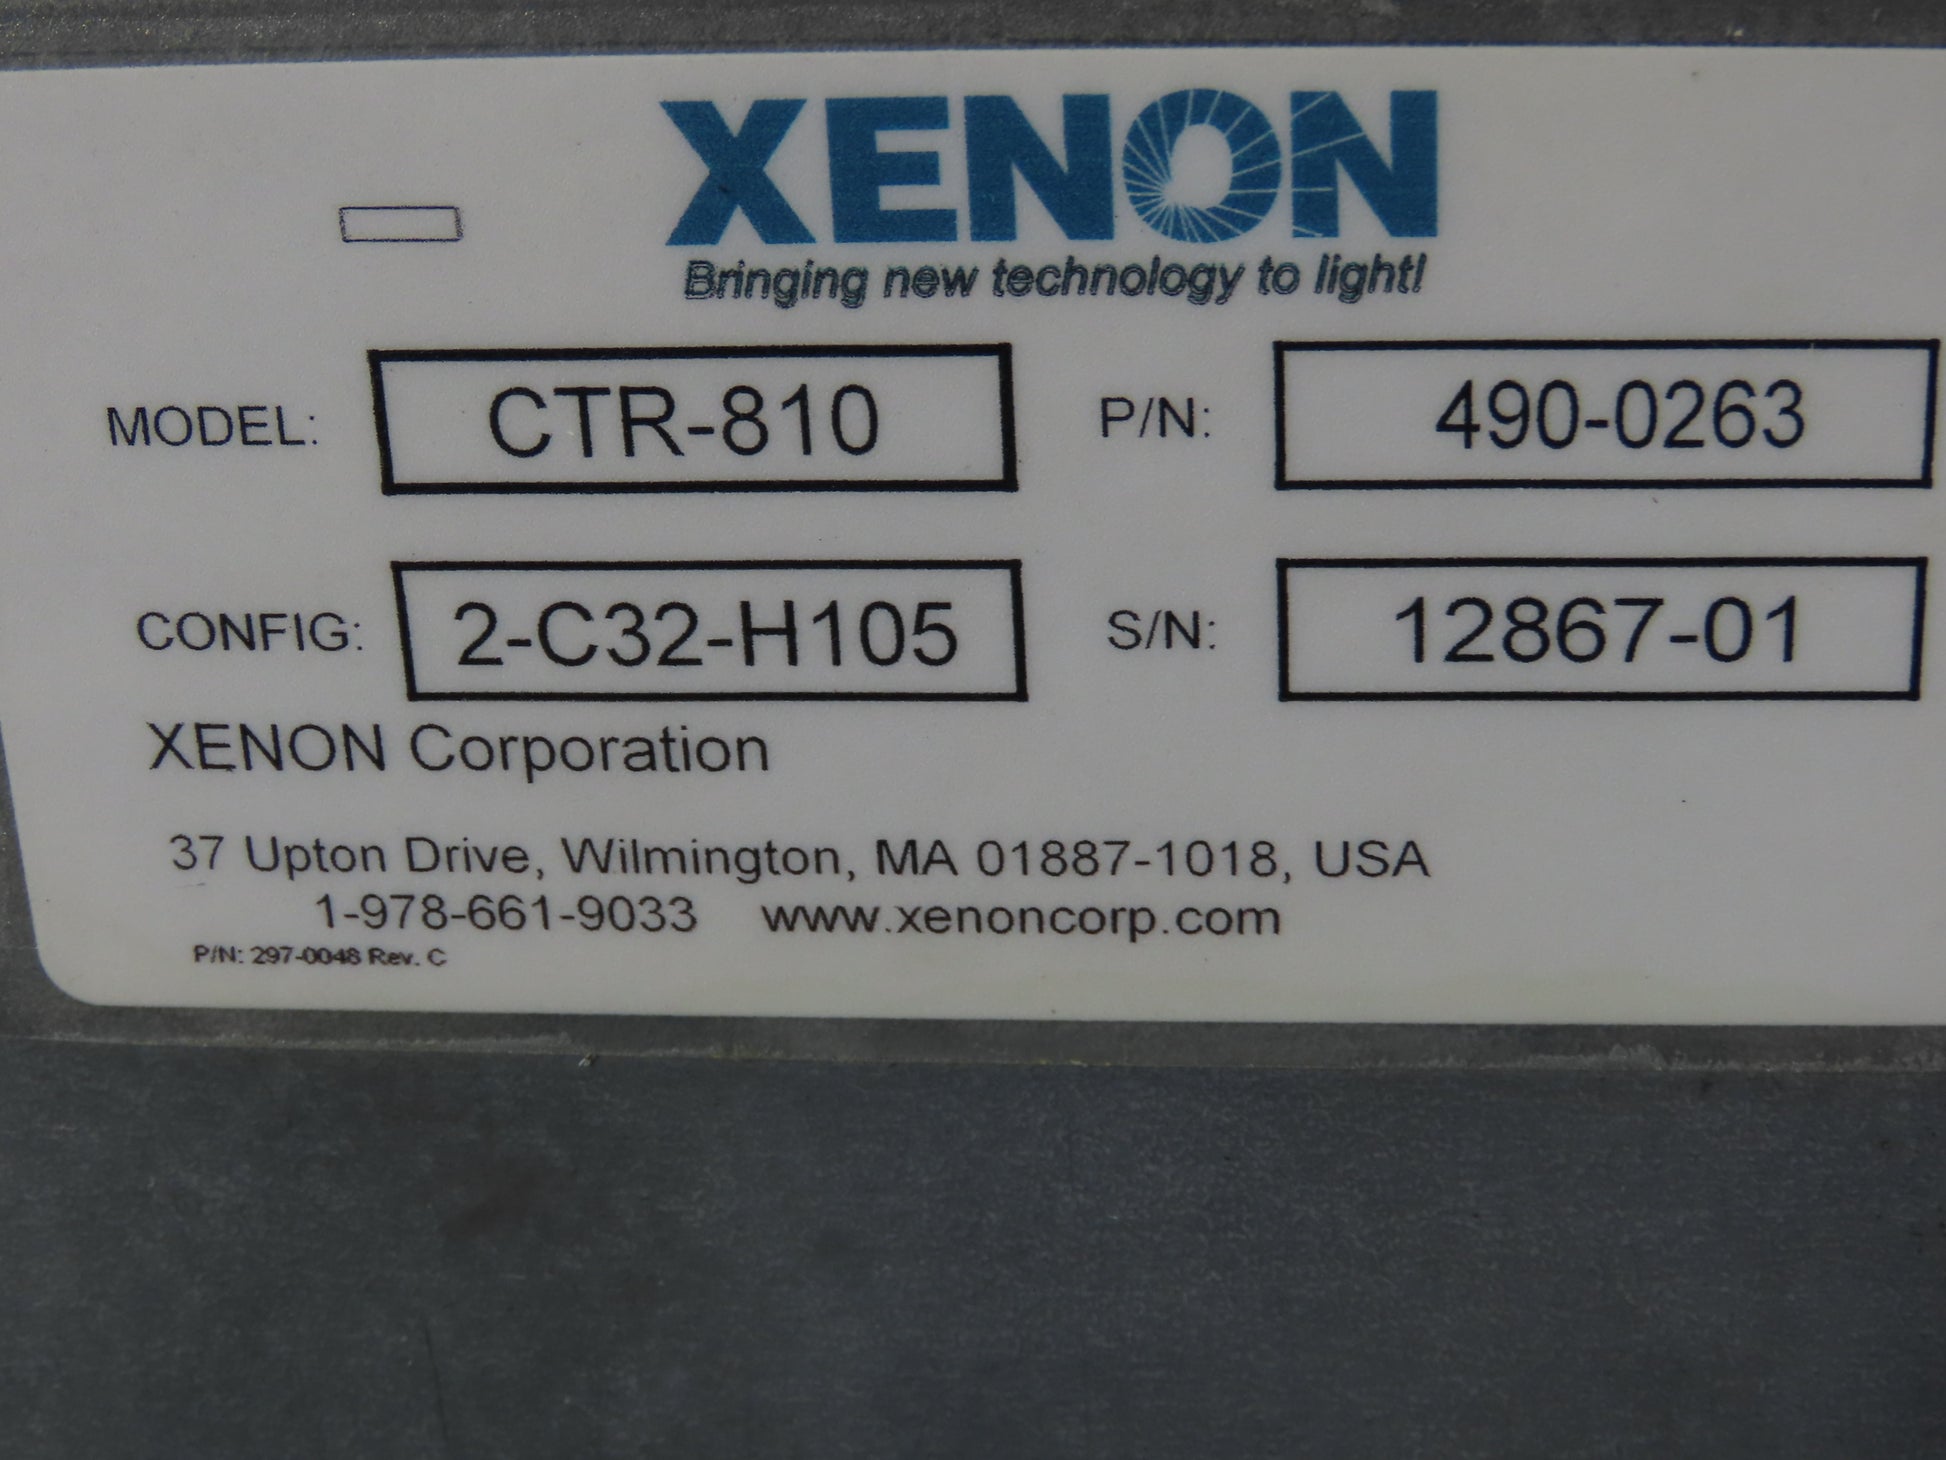 XENON
Bringing new technology to light!
MODEL: CTR-810 P/N: 490-0263
CONFIG: 2-C32-H105 S/N: 12867-01
XENON Corporation
37 Upton Drive, Wilmington, MA 01887-1018, USA
1-978-661-9033 www.xenoncorp.com
P/N: 297-0048 Rev. C